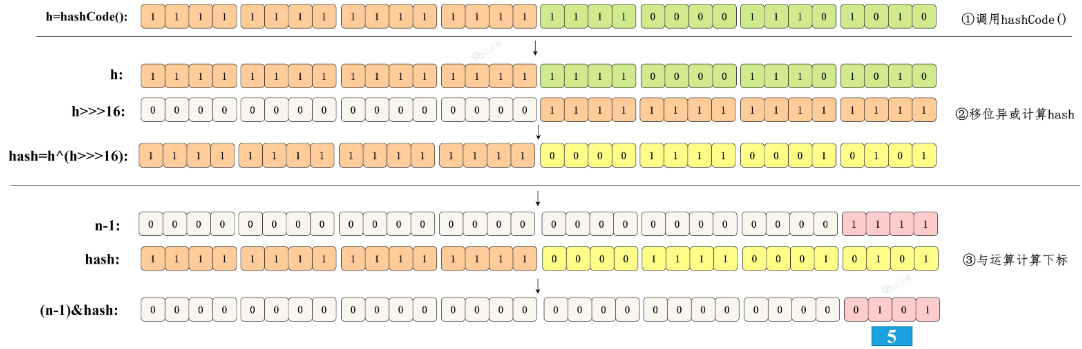 h=hashCode(): 1 1 1 1 1 1 1 1 1 1 1 1 1 1 1 1 1 1 1 1 0 0 0 0 1 1 1 0 1 0 1 0 ①调用hashCode()
h: 1 1 1 1 1 1 1 1 1 1 1 1 1 1 1 1 1 1 1 1 0 0 0 0 1 1 1 0 1 0 1 0
h>>>16: 0 0 0 0 0 0 0 0 0 0 0 0 0 0 0 0 1 1 1 1 1 1 1 1 1 1 1 1 1 1 1 1 ②移位异或计算hash
hash=h^(h>>>16): 1 1 1 1 1 1 1 1 1 1 1 1 1 1 1 1 0 0 0 0 1 1 1 1 0 0 0 1 0 1 0 1
n-1: 0 0 0 0 0 0 0 0 0 0 0 0 0 0 0 0 0 0 0 0 0 0 0 0 0 0 0 0 1 1 1 1
hash: 1 1 1 1 1 1 1 1 1 1 1 1 1 1 1 1 0 0 0 0 1 1 1 1 0 0 0 1 0 1 0 1 ③与运算计算下标
(n-1)&hash: 0 0 0 0 0 0 0 0 0 0 0 0 0 0 0 0 0 0 0 0 0 0 0 0 0 0 0 0 0 1 0 1
5